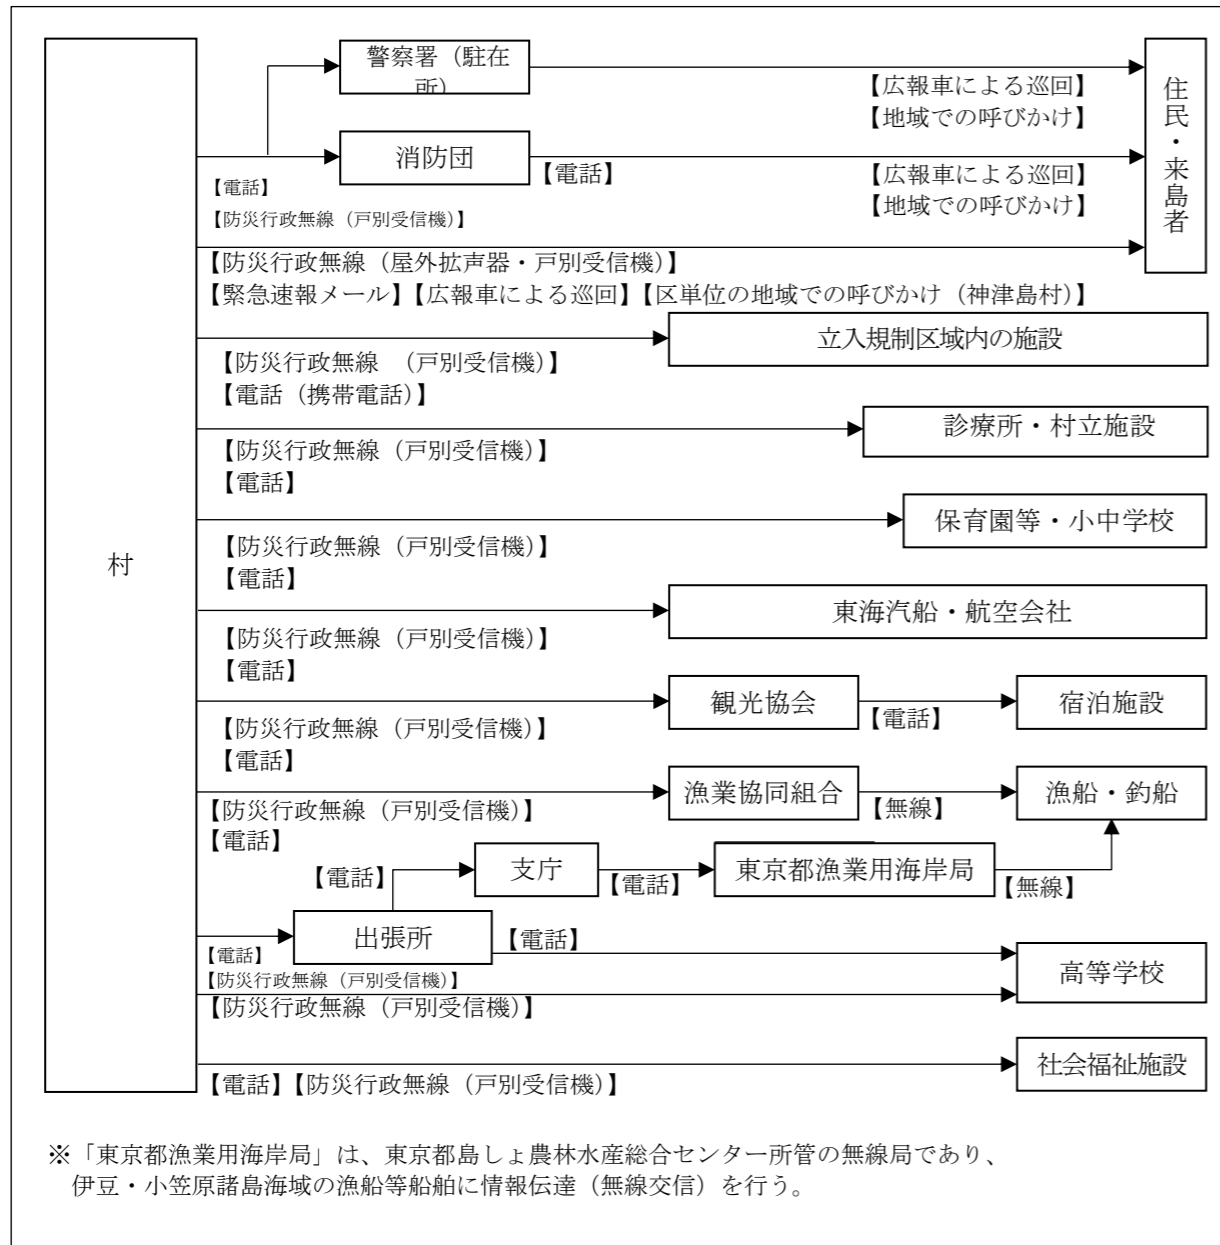 警察署（駐在
所）
【広報車による巡回】
【地域での呼びかけ】
住民・来島者
消防団
【電話】
【広報車による巡回】
【地域での呼びかけ】
【電話】
【防災行政無線（戸別受信機）】
【防災行政無線（屋外拡声器・戸別受信機）】
【緊急速報メール】【広報車による巡回】【区単位の地域での呼びかけ（神津島村）】
村
立入規制区域内の施設
【防災行政無線　（戸別受信機）】
【電話（携帯電話）】
診療所・村立施設
【防災行政無線（戸別受信機）】
【電話】
保育園等・小中学校
【防災行政無線（戸別受信機）】
【電話】
東海汽船・航空会社
【防災行政無線（戸別受信機）】
【電話】
観光協会
【電話】
宿泊施設
【防災行政無線（戸別受信機）】
【電話】
漁業協同組合
【無線】
漁船・釣船
【防災行政無線（戸別受信機）】
【電話】
【電話】
支庁
【電話】
東京都漁業用海岸局
【無線】
出張所
【電話】
【電話】
【防災行政無線（戸別受信機）】
高等学校
【防災行政無線（戸別受信機）】
社会福祉施設
【電話】【防災行政無線（戸別受信機）】
※「東京都漁業用海岸局」は、東京都島しょ農林水産総合センター所管の無線局であり、
伊豆・小笠原諸島海域の漁船等船舶に情報伝達（無線交信）を行う。